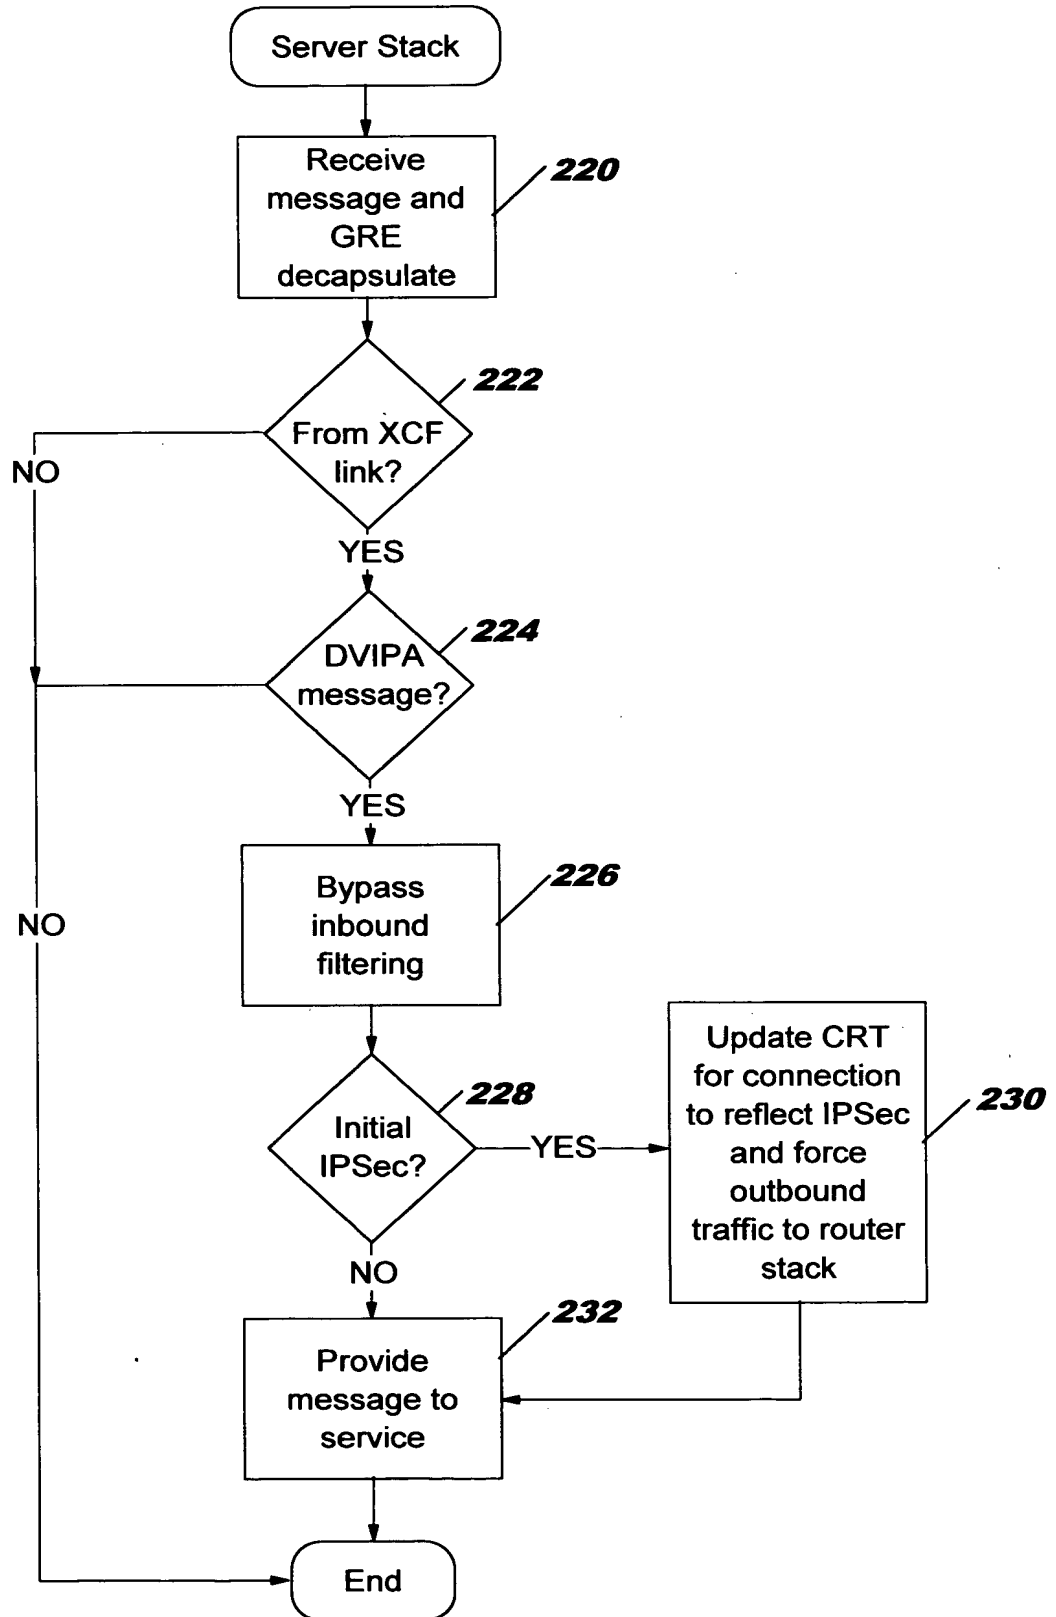 Server Stack
Receive
message and
GRE
decapsulate
220
222
From XCF
link?
NO
YES
224
DVIPA
message?
YES
NO
226
Bypass
inbound
filtering
228
Initial
IPSec?
YES
Update CRT
for connection
to reflect IPSec
and force
outbound
traffic to router
stack
230
NO
232
Provide
message to
service
End